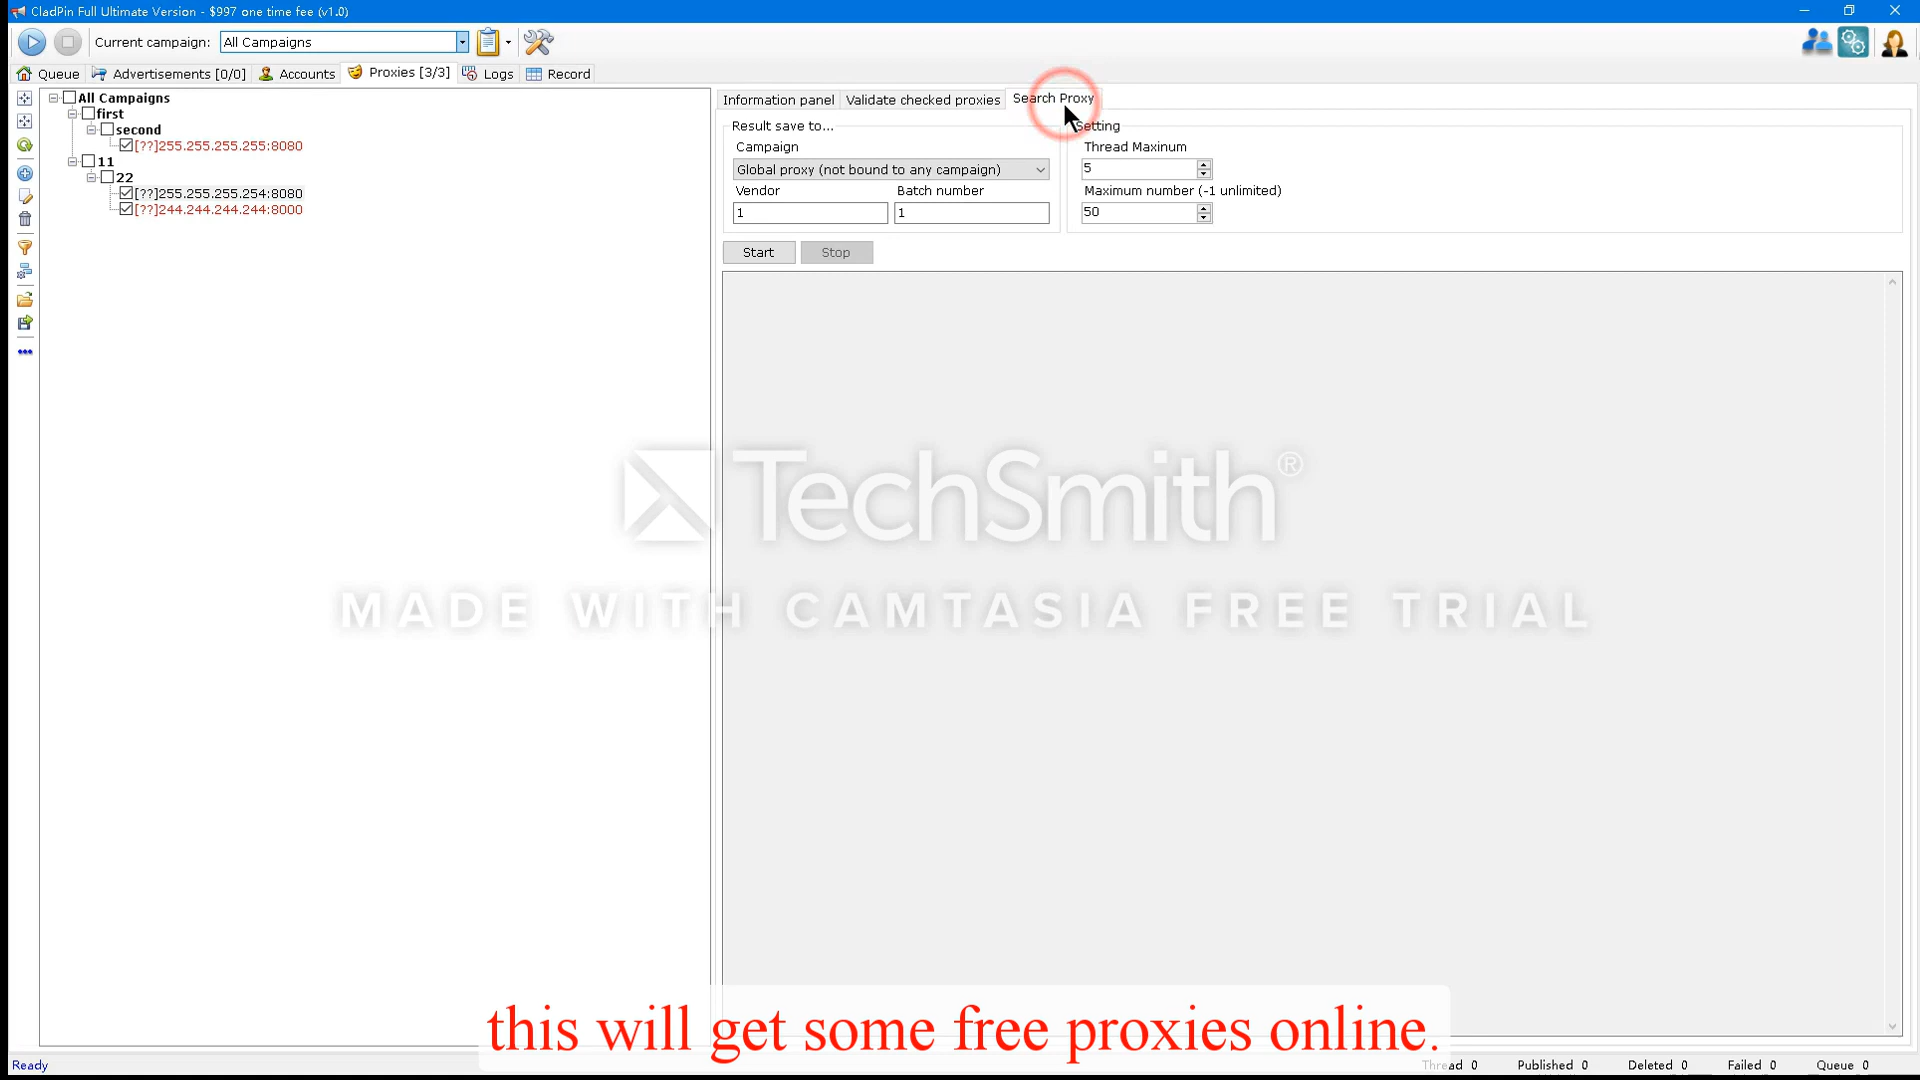 CladPin Full Ultimate Version - $997 one time fee (v1.0)
Current campaign: All Campaigns
Queue Advertisements [0/0] Accounts Proxies [3/3] Logs Record
All Campaigns
first
second
[??]255.255.255.255:8080
11
22
[??]255.255.255.254:8080
[??]244.244.244.244:8000
Information panel Validate checked proxies Search Proxy
Result save to...
Campaign
Global proxy (not bound to any campaign)
Vendor Batch number
1 1
Setting
Thread Maximum
5
Maximum number (-1 unlimited)
50
Start Stop
TechSmith®
MADE WITH CAMTASIA FREE TRIAL
this will get some free proxies online.
Ready Thread 0 Published 0 Deleted 0 Failed 0 Queue 0